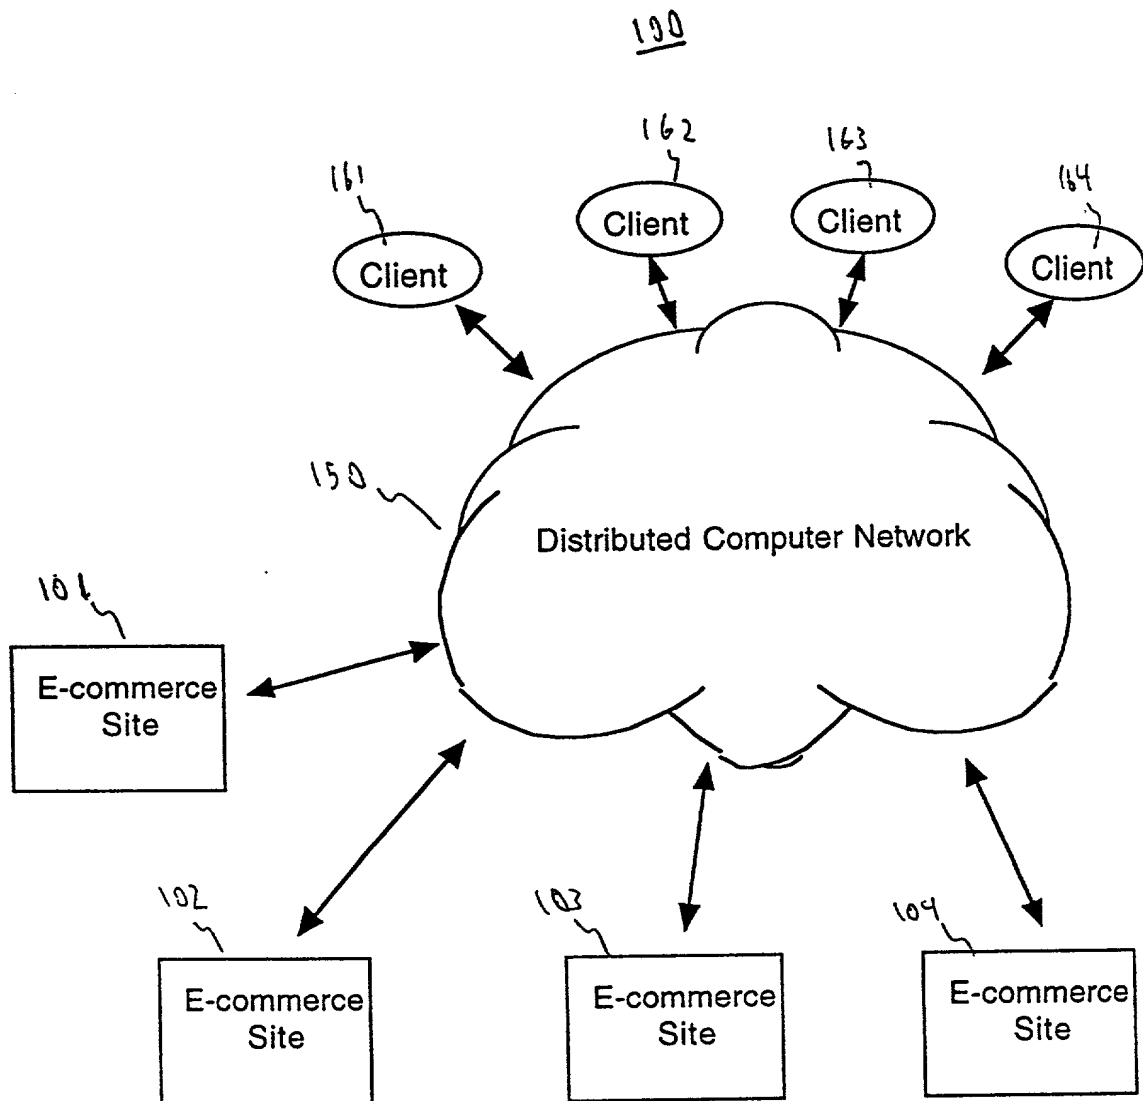 100
162
163
161
164
Client
Client
Client
Client
150
Distributed Computer Network
101
E-commerce
Site
102
103
104
E-commerce
Site
E-commerce
Site
E-commerce
Site